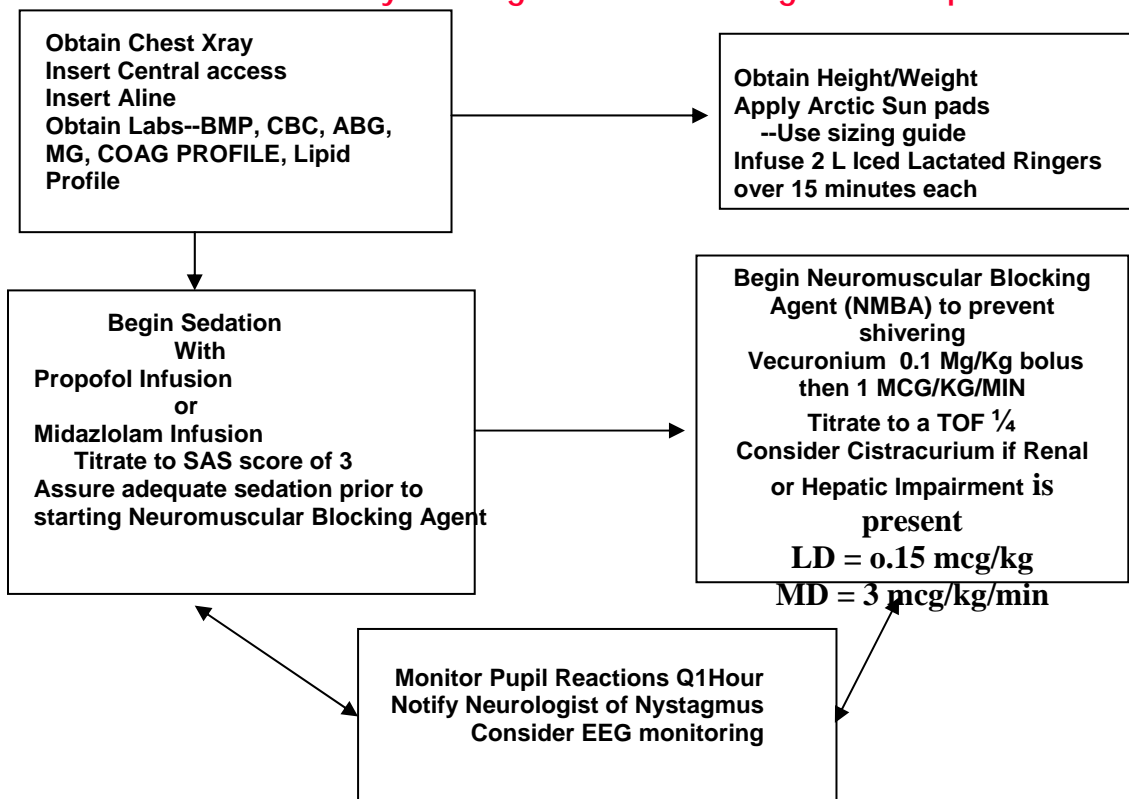 Obtain Chest Xray
Insert Central access
Insert Aline
Obtain Labs--BMP, CBC, ABG,
MG, COAG PROFILE, Lipid
Profile
Obtain Height/Weight
Apply Arctic Sun pads
--Use sizing guide
Infuse 2 L Iced Lactated Ringers
over 15 minutes each
Begin Sedation
With
Propofol Infusion
or
Midazlolam Infusion
Titrate to SAS score of 3
Assure adequate sedation prior to
starting Neuromuscular Blocking Agent
Begin Neuromuscular Blocking
Agent (NMBA) to prevent
shivering
Vecuronium 0.1 Mg/Kg bolus
then 1 MCG/KG/MIN
Titrate to a TOF ¼
Consider Cistracurium if Renal
or Hepatic Impairment is
present
LD = o.15 mcg/kg
MD = 3 mcg/kg/min
Monitor Pupil Reactions Q1Hour
Notify Neurologist of Nystagmus
Consider EEG monitoring